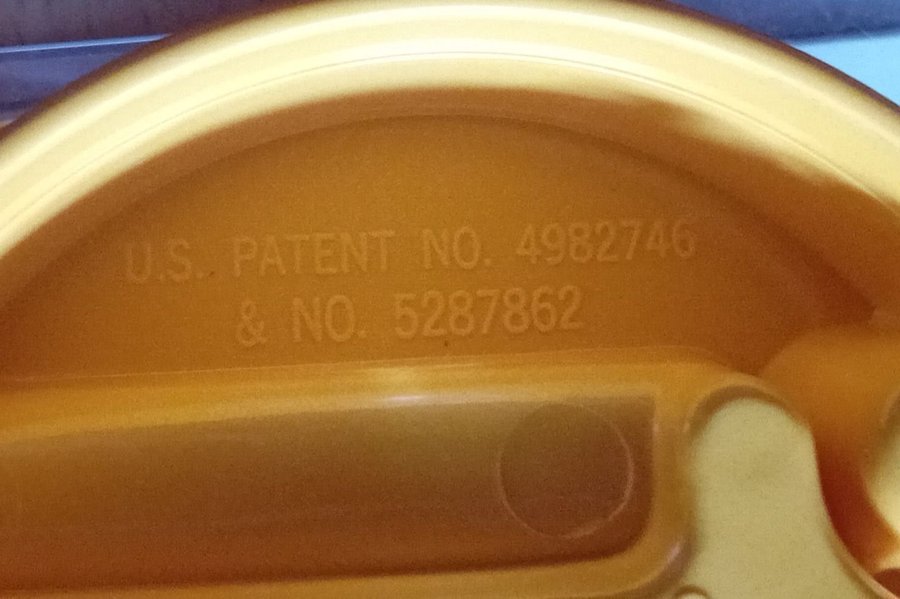 U.S. PATENT NO. 4982746
& NO. 5287862